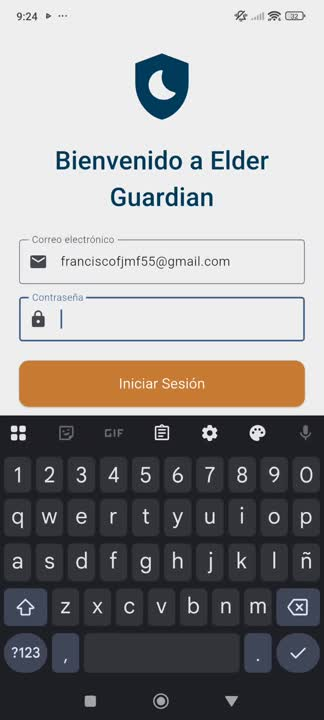 9:24
32
Bienvenido a Elder
Guardian
Correo electrónico
franciscofjmf55@gmail.com
Contraseña
Iniciar Sesión
GIF
1 2 3 4 5 6 7 8 9 0
q w e r t y u i o p
a s d f g h j k l ñ
z x c v b n m
?123 , .